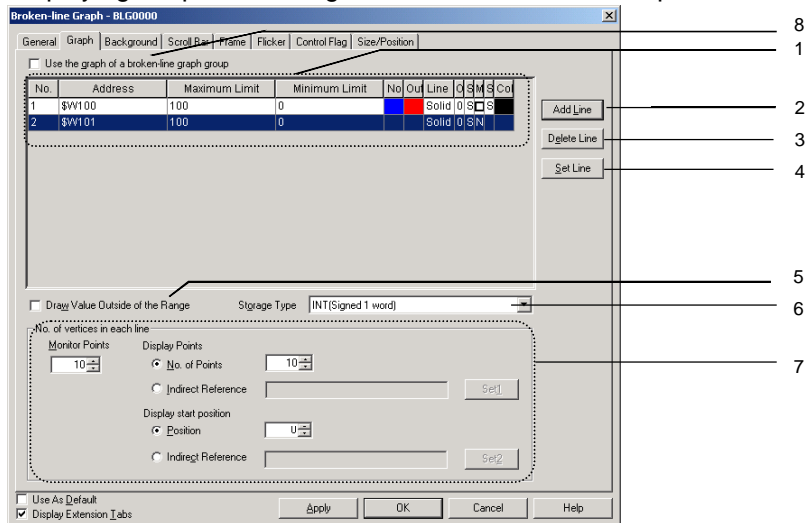 Broken-line Graph - BLG0000
General Graph Background Scroll Bar Frame Flicker Control Flag Size/Position
8
1
Use the graph of a broken-line graph group
No. Address Maximum Limit Minimum Limit No Out Line O S M S Col
1 $W100 100 0 Solid 0 S S
2 $W101 100 0 Solid 0 S N
Add Line 2
Delete Line 3
Set Line 4
5
Draw Value Outside of the Range Storage Type INT(Signed 1 word) 6
No. of vertices in each line
Monitor Points Display Points
10 No. of Points 10 7
Indirect Reference Set1
Display start position
Position 0
Indirect Reference Set2
Use As Default
Display Extension Tabs Apply OK Cancel Help